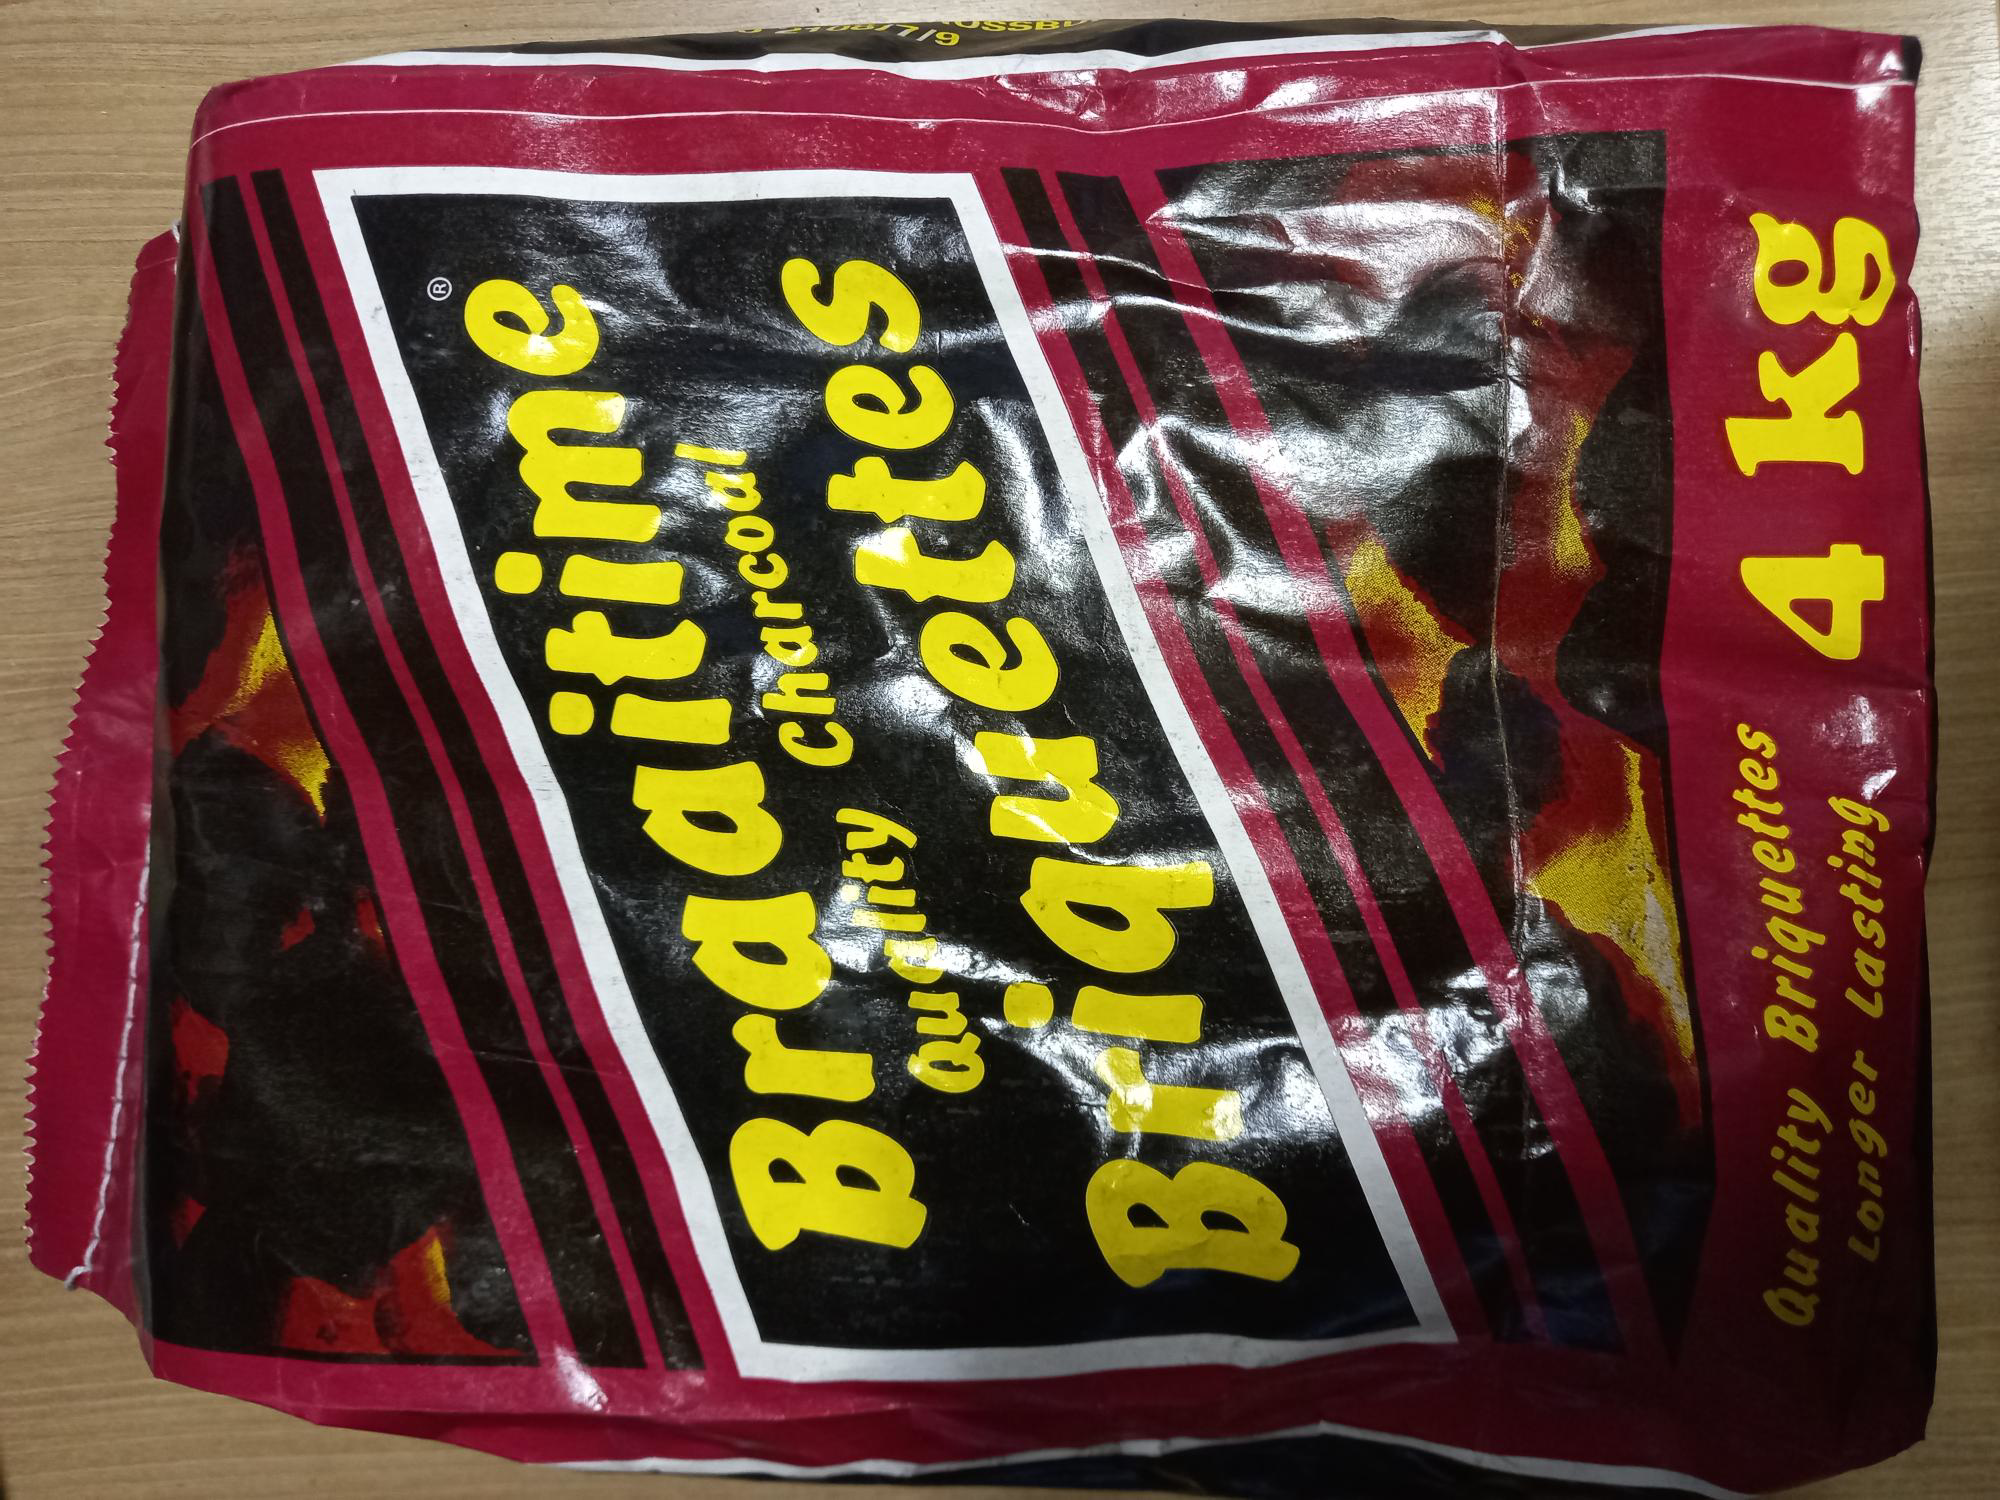 Braaitime ®
Quality Charcoal
Briquettes
Quality Briquettes
Longer Lasting
4 kg